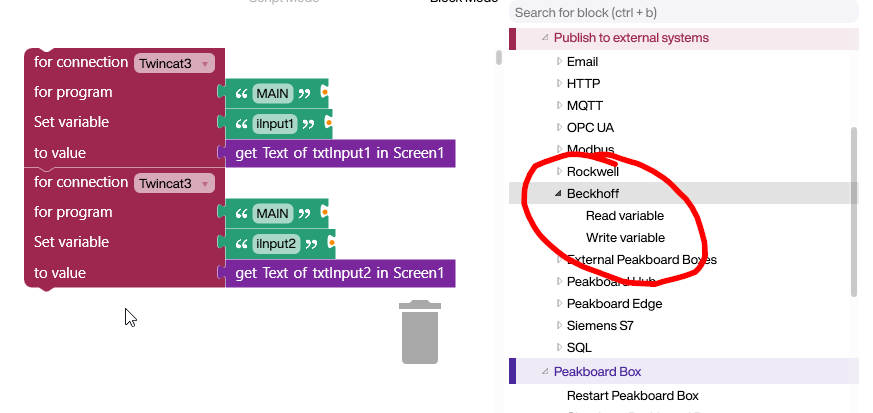 Script Mode
Block Mode
Search for block (ctrl + b)
for connection Twincat3
for program “ MAIN ”
Set variable “ iInput1 ”
to value get Text of txtInput1 in Screen1
for connection Twincat3
for program “ MAIN ”
Set variable “ iInput2 ”
to value get Text of txtInput2 in Screen1
Publish to external systems
Email
HTTP
MQTT
OPC UA
Modbus
Rockwell
Beckhoff
Read variable
Write variable
External Peakboard Boxes
Peakboard Hub
Peakboard Edge
Siemens S7
SQL
Peakboard Box
Restart Peakboard Box